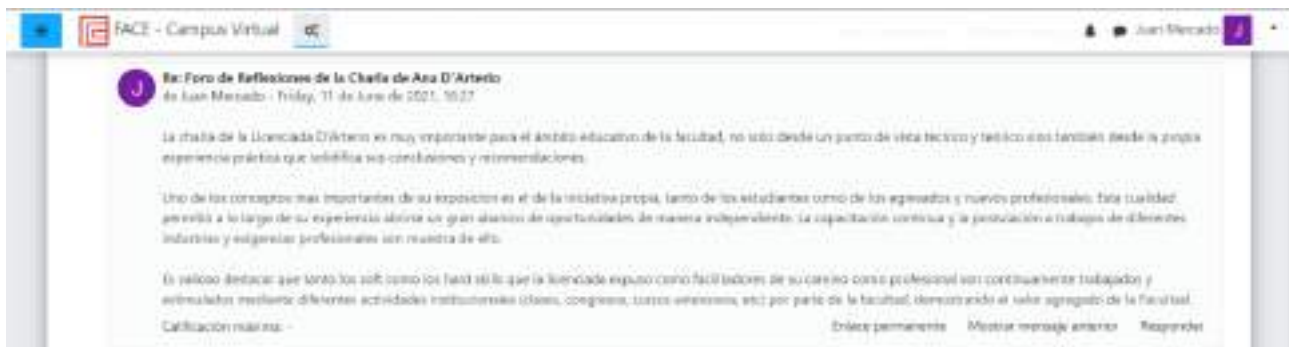 FACE - Campus Virtual
Juan Mercado J
J
Re: Foro de Reflexiones de la Charla de Ana D'Arterio
de Juan Mercado - Friday, 11 de June de 2021, 16:27
La charla de la Licenciada D'Arterio es muy importante para el ámbito educativo de la facultad, no solo desde un punto de vista técnico y teórico sino también desde la propia
experiencia práctica que solidifica sus conclusiones y recomendaciones.
Uno de los conceptos mas importantes de su exposición es el de la iniciativa propia, tanto de los estudiantes como de los egresados y nuevos profesionales. Esta cualidad
permitió a lo largo de su experiencia abrirse un gran abanico de oportunidades de manera independiente. La capacitación continua y la postulación a trabajos de diferentes
industrias y exigencias profesionales son muestra de ello.
Es valioso destacar que tanto los soft como los hard skills que la licenciada expuso como facilitadores de su camino como profesional son continuamente trabajados y
estimulados mediante diferentes actividades institucionales (clases, congresos, cursos extensivos, etc) por parte de la facultad, demostrando el valor agregado de la Facultad.
Calificación máxima: -
Enlace permanente Mostrar mensaje anterior Responder